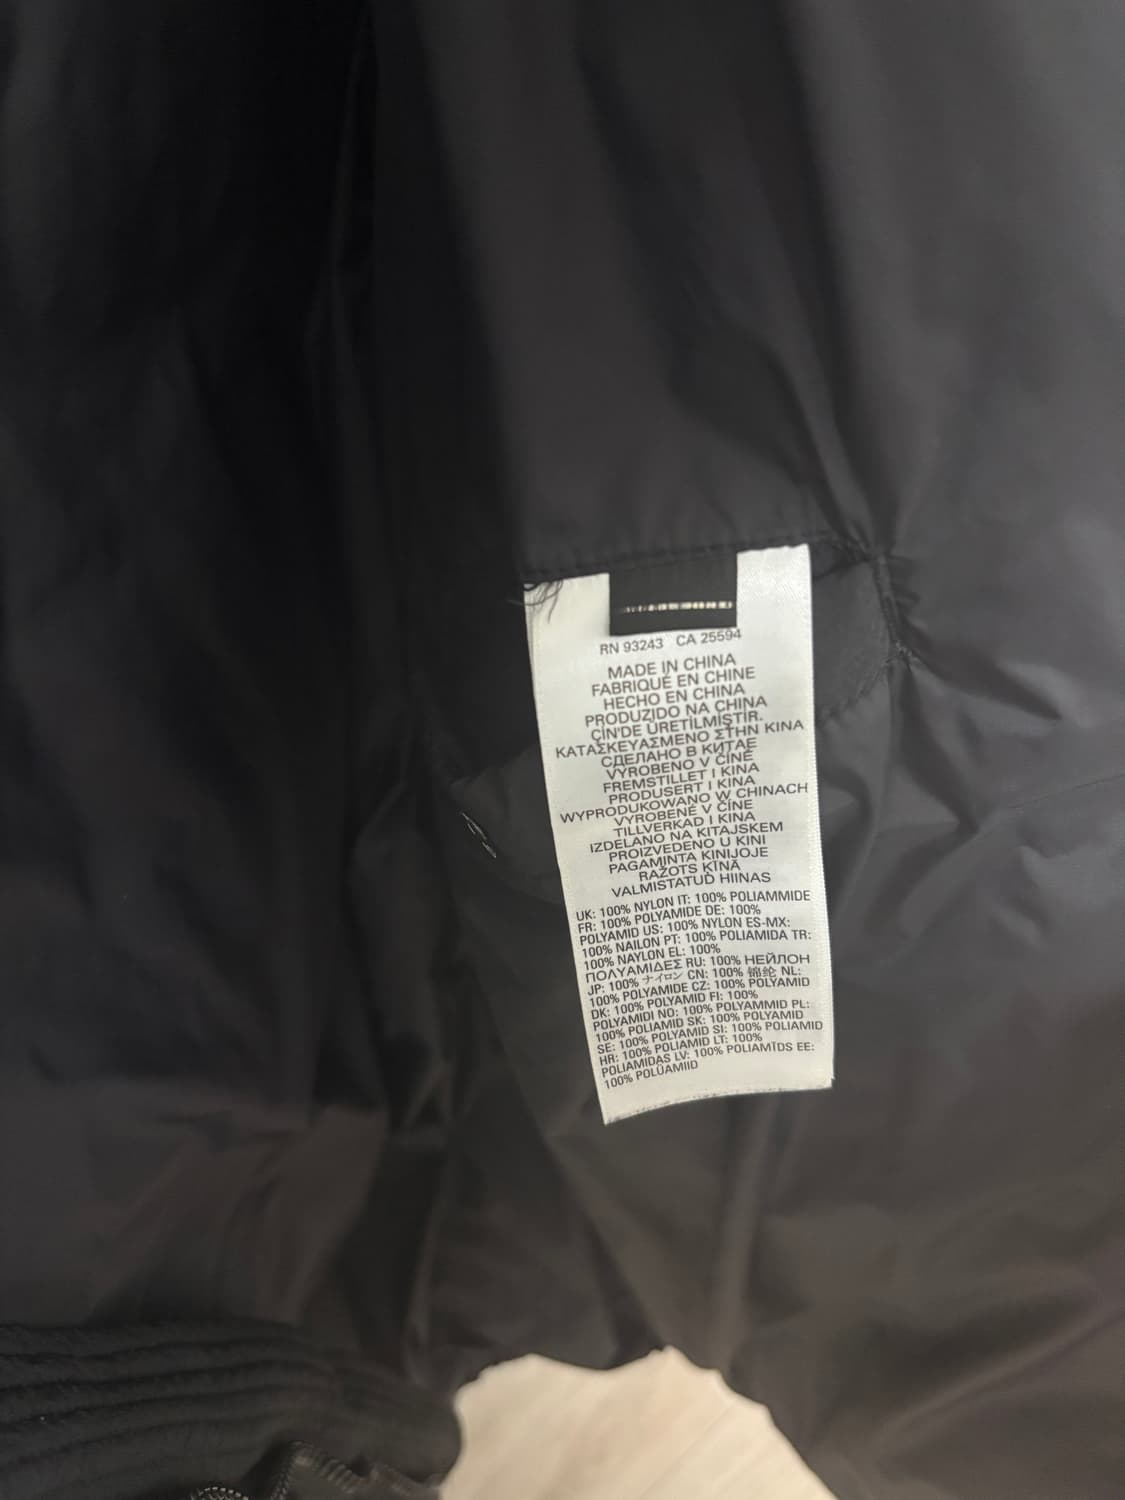 RN 93243 CA 25594
MADE IN CHINA
FABRIQUÉ EN CHINE
HECHO EN CHINA
PRODUZIDO NA CHINA
ÇİN'DE ÜRETİLMİŞTİR.
ΚΑΤΑΣΚΕΥΑΣΜΕΝΟ ΣΤΗΝ ΚΙΝΑ
СДЕЛАНО В КИТАЕ
VYROBENO V ČÍNĚ
FREMSTILLET I KINA
PRODUSERT I KINA
WYPRODUKOWANO W CHINACH
VYROBENÉ V ČÍNE
TILLVERKAD I KINA
IZDELANO NA KITAJSKEM
PROIZVEDENO U KINI
PAGAMINTA KINIJOJE
RAŽOTS ĶĪNĀ
VALMISTATUD HIINAS
UK: 100% NYLON IT: 100% POLIAMMIDE
FR: 100% POLYAMIDE DE: 100%
POLYAMID US: 100% NYLON ES-MX:
100% NAILON PT: 100% POLIAMIDA TR:
100% NAYLON EL: 100%
ΠΟΛΥΑΜΙΔΕΣ RU: 100% НЕЙЛОН
JP: 100% ナイロン CN: 100% 锦纶 NL:
100% POLYAMIDE CZ: 100% POLYAMID
DK: 100% POLYAMID FI: 100%
POLYAMIDI NO: 100% POLYAMMID PL:
100% POLIAMID SK: 100% POLYAMID
SE: 100% POLYAMID SI: 100% POLIAMID
HR: 100% POLIAMID LT: 100%
POLIAMIDAS LV: 100% POLIAMĪDS EE:
100% POLÜAMIID